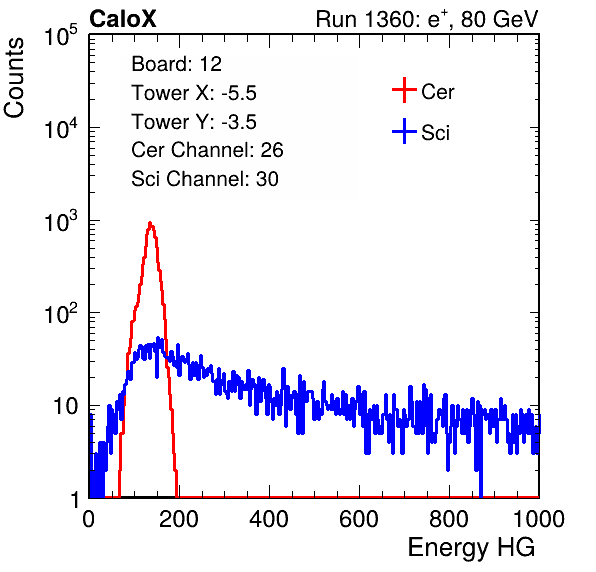 CaloX Run 1360: e⁺, 80 GeV
Counts
Board: 12
Tower X: -5.5
Tower Y: -3.5
Cer Channel: 26
Sci Channel: 30
Cer
Sci
10⁵
10⁴
10³
10²
10
1
0 200 400 600 800 1000
Energy HG